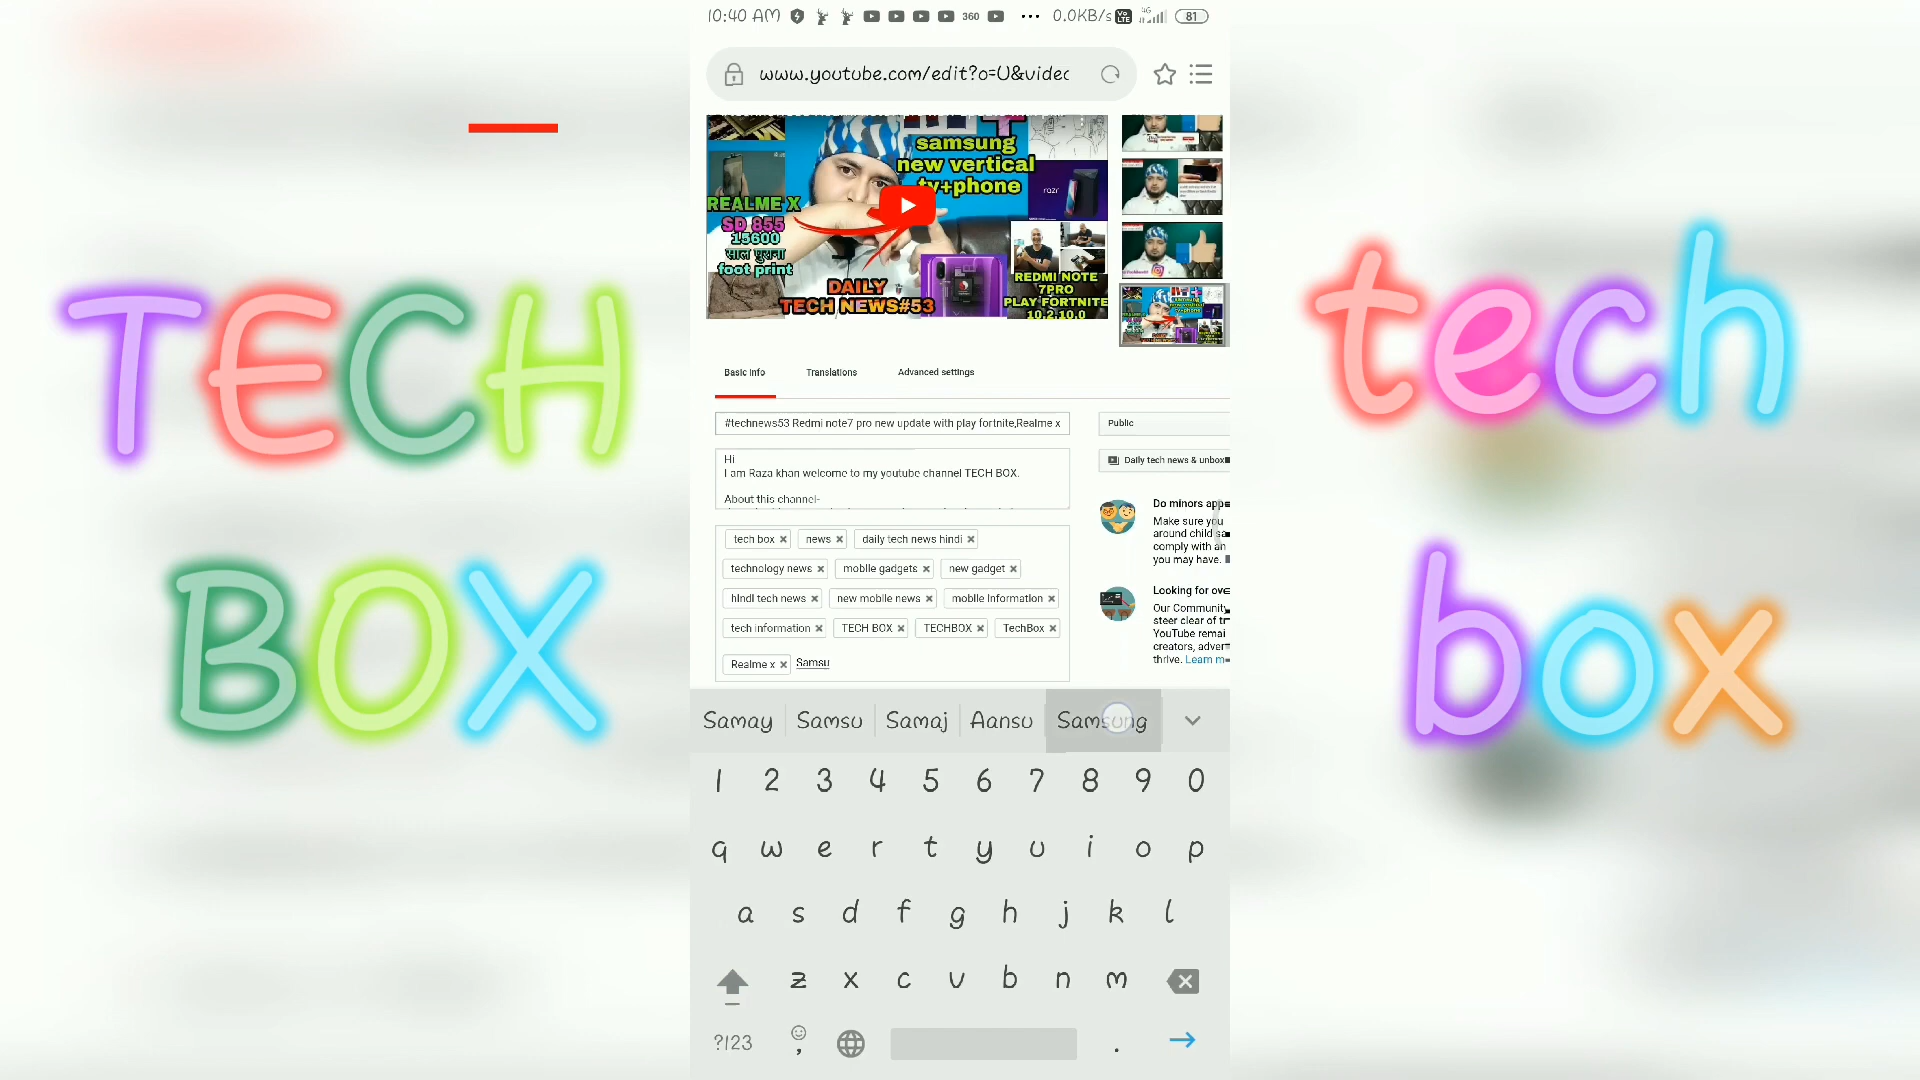 10:40 AM
360
0.0KB/s
Vo LTE
4G
81
www.youtube.com/edit?o=U&videc
samsung
new vertical
tv+phone
razr
REALME X
SD 855
15600
साल पुराना
foot print
DAILY
TECH NEWS#53
REDMI NOTE
7PRO
PLAY FORTNITE
10.2.10.0
Basic info
Translations
Advanced settings
#technews53 Redmi note7 pro new update with play fortnite,Realme x
Public
Hi
I am Raza khan welcome to my youtube channel TECH BOX.
About this channel-
Daily tech news & unbox
tech box
news
daily tech news hindi
technology news
mobile gadgets
new gadget
hindi tech news
new mobile news
mobile information
tech information
TECH BOX
TECHBOX
TechBox
Realme x
Samsu
Do minors app
Make sure you
around child sa
comply with an
you may have.
Looking for ove
Our Community
steer clear of tr
YouTube remai
creators, adver
thrive. Learn m
Samay
Samsu
Samaj
Aansu
Samsung
1 2 3 4 5 6 7 8 9 0
q w e r t y u i o p
a s d f g h j k l
z x c v b n m
?123 , .
TECH
BOX
tech
box